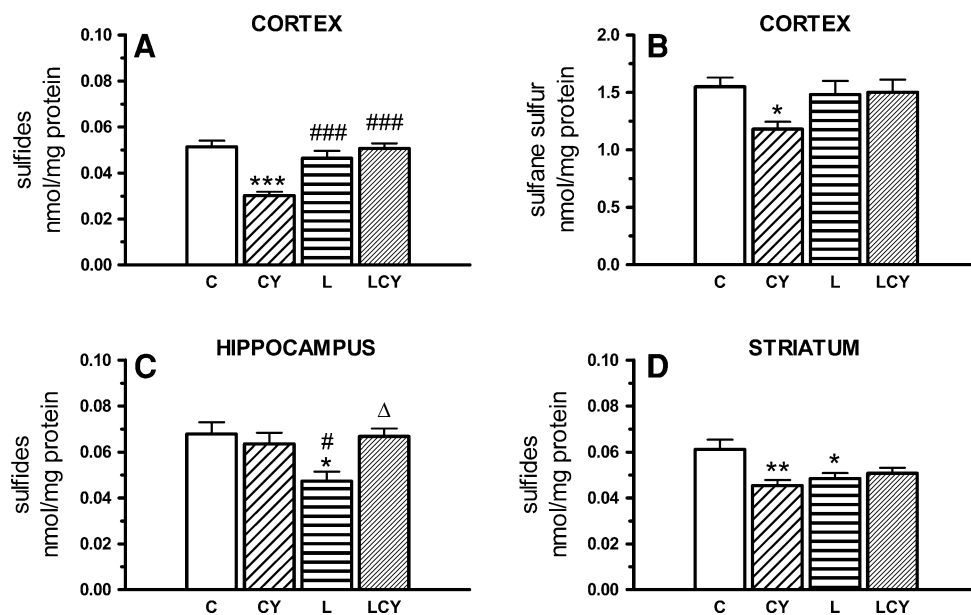 A
CORTEX
sulfides
nmol/mg protein
0.10
0.08
0.06
0.04
0.02
0.00
***
###
###
C CY L LCY
B
CORTEX
sulfane sulfur
nmol/mg protein
2.0
1.5
1.0
0.5
0.0
*
C CY L LCY
C
HIPPOCAMPUS
sulfides
nmol/mg protein
0.10
0.08
0.06
0.04
0.02
0.00
#
*
Δ
C CY L LCY
D
STRIATUM
sulfides
nmol/mg protein
0.10
0.08
0.06
0.04
0.02
0.00
**
*
C CY L LCY